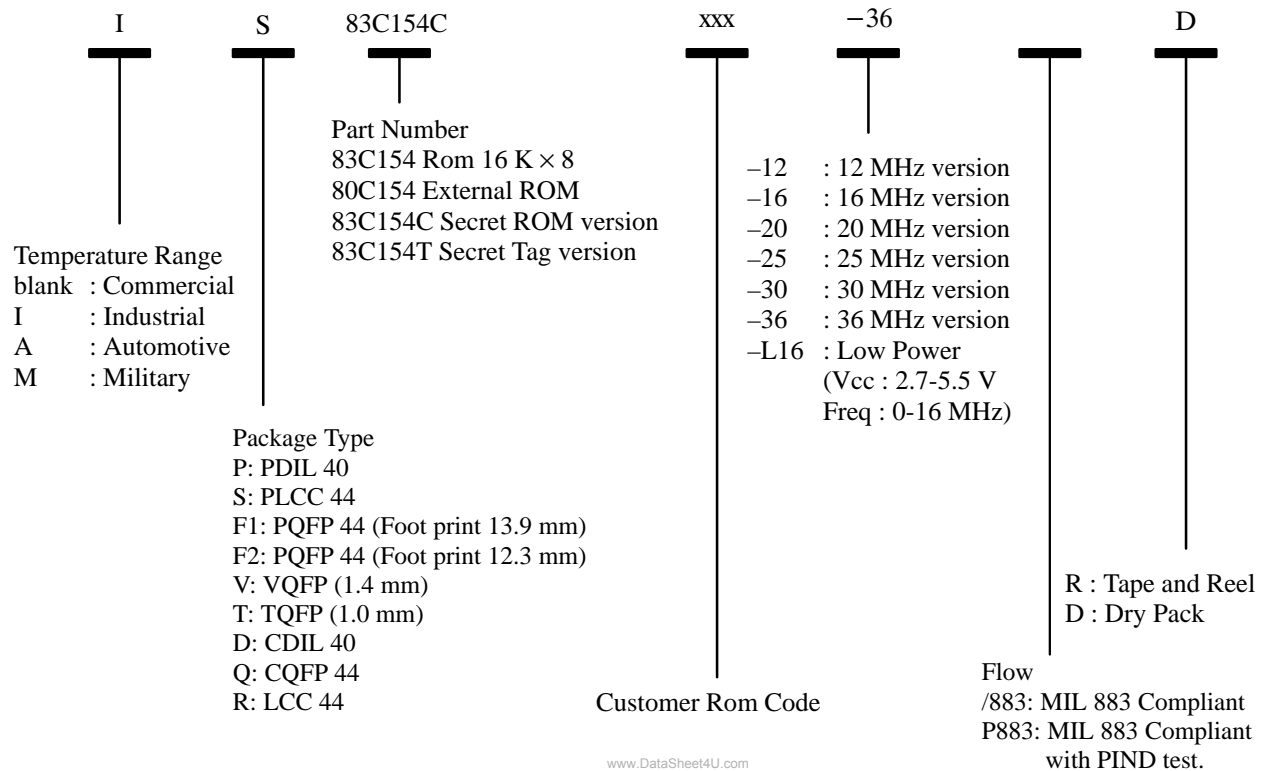 I S 83C154C xxx −36 D
Part Number
83C154 Rom 16 K × 8
80C154 External ROM
83C154C Secret ROM version
83C154T Secret Tag version
–12 : 12 MHz version
–16 : 16 MHz version
–20 : 20 MHz version
–25 : 25 MHz version
–30 : 30 MHz version
–36 : 36 MHz version
–L16 : Low Power
(Vcc : 2.7-5.5 V
Freq : 0-16 MHz)
Temperature Range
blank : Commercial
I : Industrial
A : Automotive
M : Military
Package Type
P: PDIL 40
S: PLCC 44
F1: PQFP 44 (Foot print 13.9 mm)
F2: PQFP 44 (Foot print 12.3 mm)
V: VQFP (1.4 mm)
T: TQFP (1.0 mm)
D: CDIL 40
Q: CQFP 44
R: LCC 44
Customer Rom Code
R : Tape and Reel
D : Dry Pack
Flow
/883: MIL 883 Compliant
P883: MIL 883 Compliant
with PIND test.
www.DataSheet4U.com